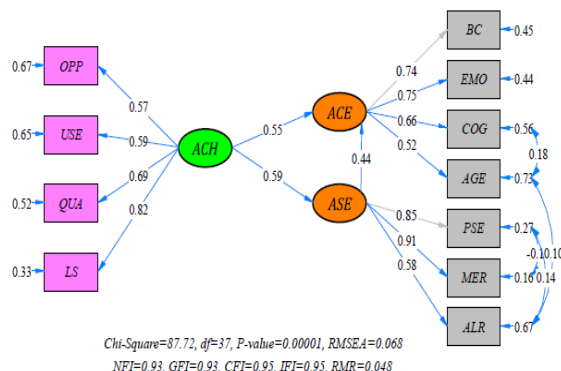 BC
0.45
0.67
OPP
0.74
EMO
0.44
0.57
ACE
0.75
0.55
0.66
COG
0.56
0.65
USE
0.59
ACH
0.52
0.18
0.44
AGE
0.73
0.59
0.69
0.52
QUA
ASE
0.85
PSE
0.27
0.82
0.91
-0.10.10
0.33
LS
0.58
MER
0.16
0.14
ALR
0.67
Chi-Square=87.72, df=37, P-value=0.00001, RMSEA=0.068
NFI=0.93, GFI=0.93, CFI=0.95, IFI=0.95, RMR=0.048